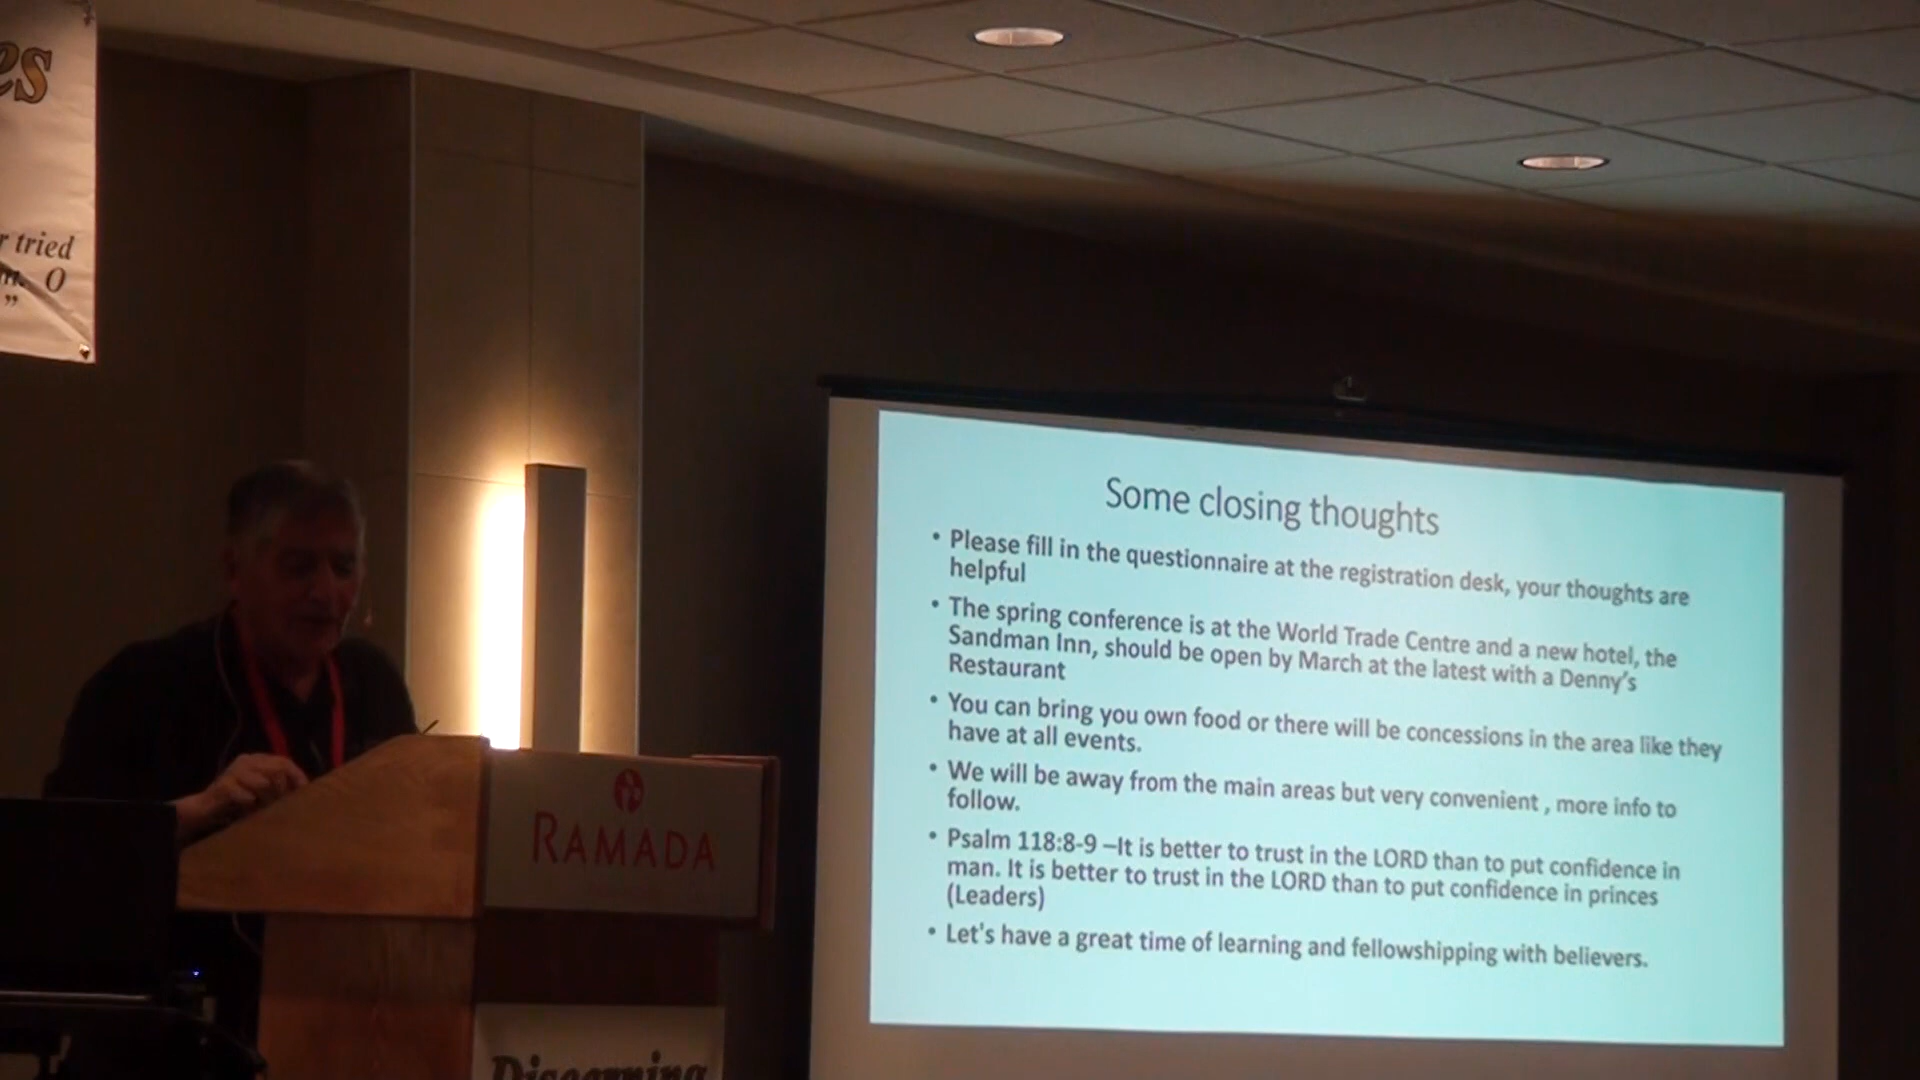 es
r tried
O
”
Some closing thoughts
• Please fill in the questionnaire at the registration desk, your thoughts are
helpful
• The spring conference is at the World Trade Centre and a new hotel, the
Sandman Inn, should be open by March at the latest with a Denny's
Restaurant
• You can bring you own food or there will be concessions in the area like they
have at all events.
• We will be away from the main areas but very convenient , more info to
follow.
• Psalm 118:8-9 –It is better to trust in the LORD than to put confidence in
man. It is better to trust in the LORD than to put confidence in princes
(Leaders)
• Let's have a great time of learning and fellowshipping with believers.
RAMADA
Discerning